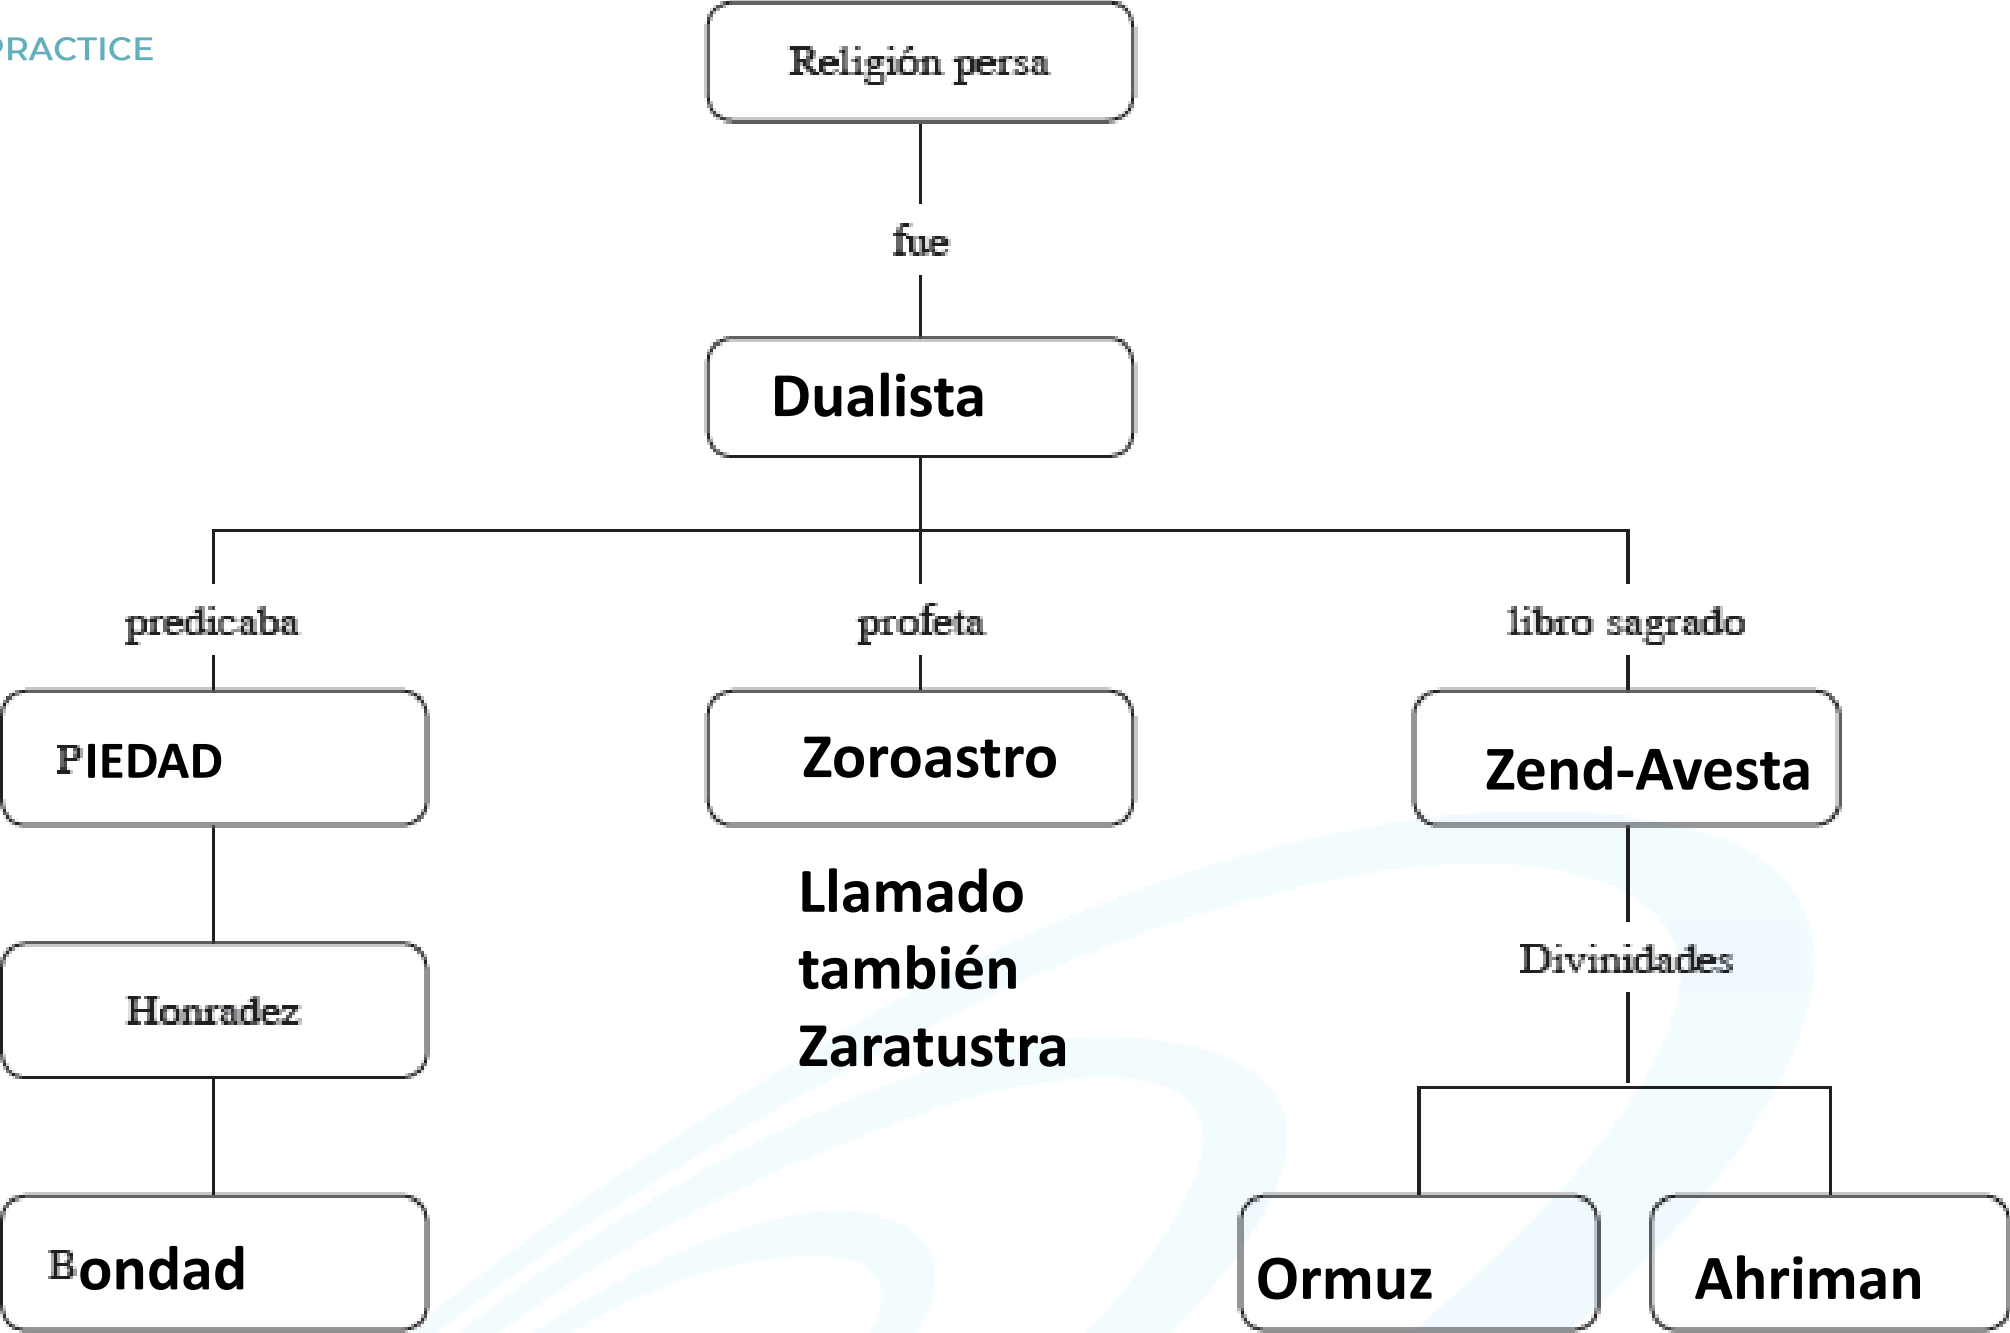 PRACTICE
Religión persa
fue
Dualista
predicaba
profeta
libro sagrado
PIEDAD
Zoroastro
Zend-Avesta
Llamado
también
Zaratustra
Divinidades
Honradez
Bondad
Ormuz
Ahriman